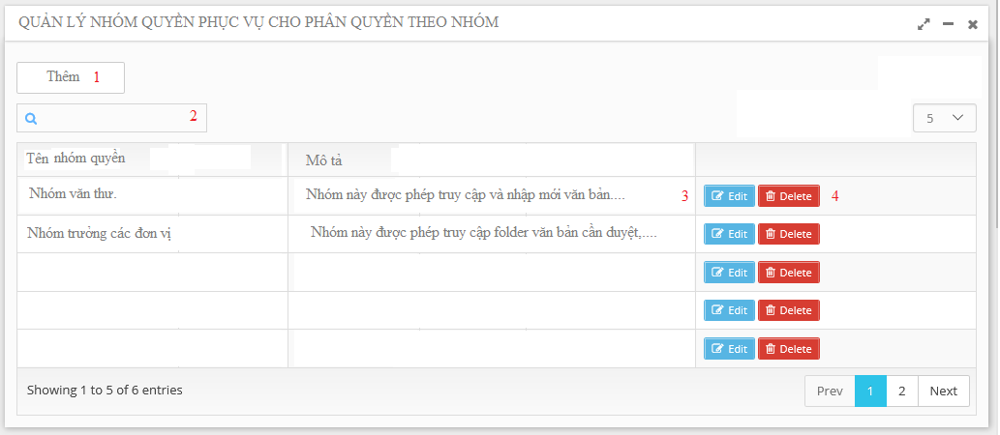 QUẢN LÝ NHÓM QUYỀN PHỤC VỤ CHO PHÂN QUYỀN THEO NHÓM
Thêm 1
2
5
Tên nhóm quyền Mô tả
Nhóm văn thư. Nhóm này được phép truy cập và nhập mới văn bản.... 3 Edit Delete 4
Nhóm trưởng các đơn vị Nhóm này được phép truy cập folder văn bản cần duyệt,.... Edit Delete
Edit Delete
Edit Delete
Edit Delete
Showing 1 to 5 of 6 entries Prev 1 2 Next